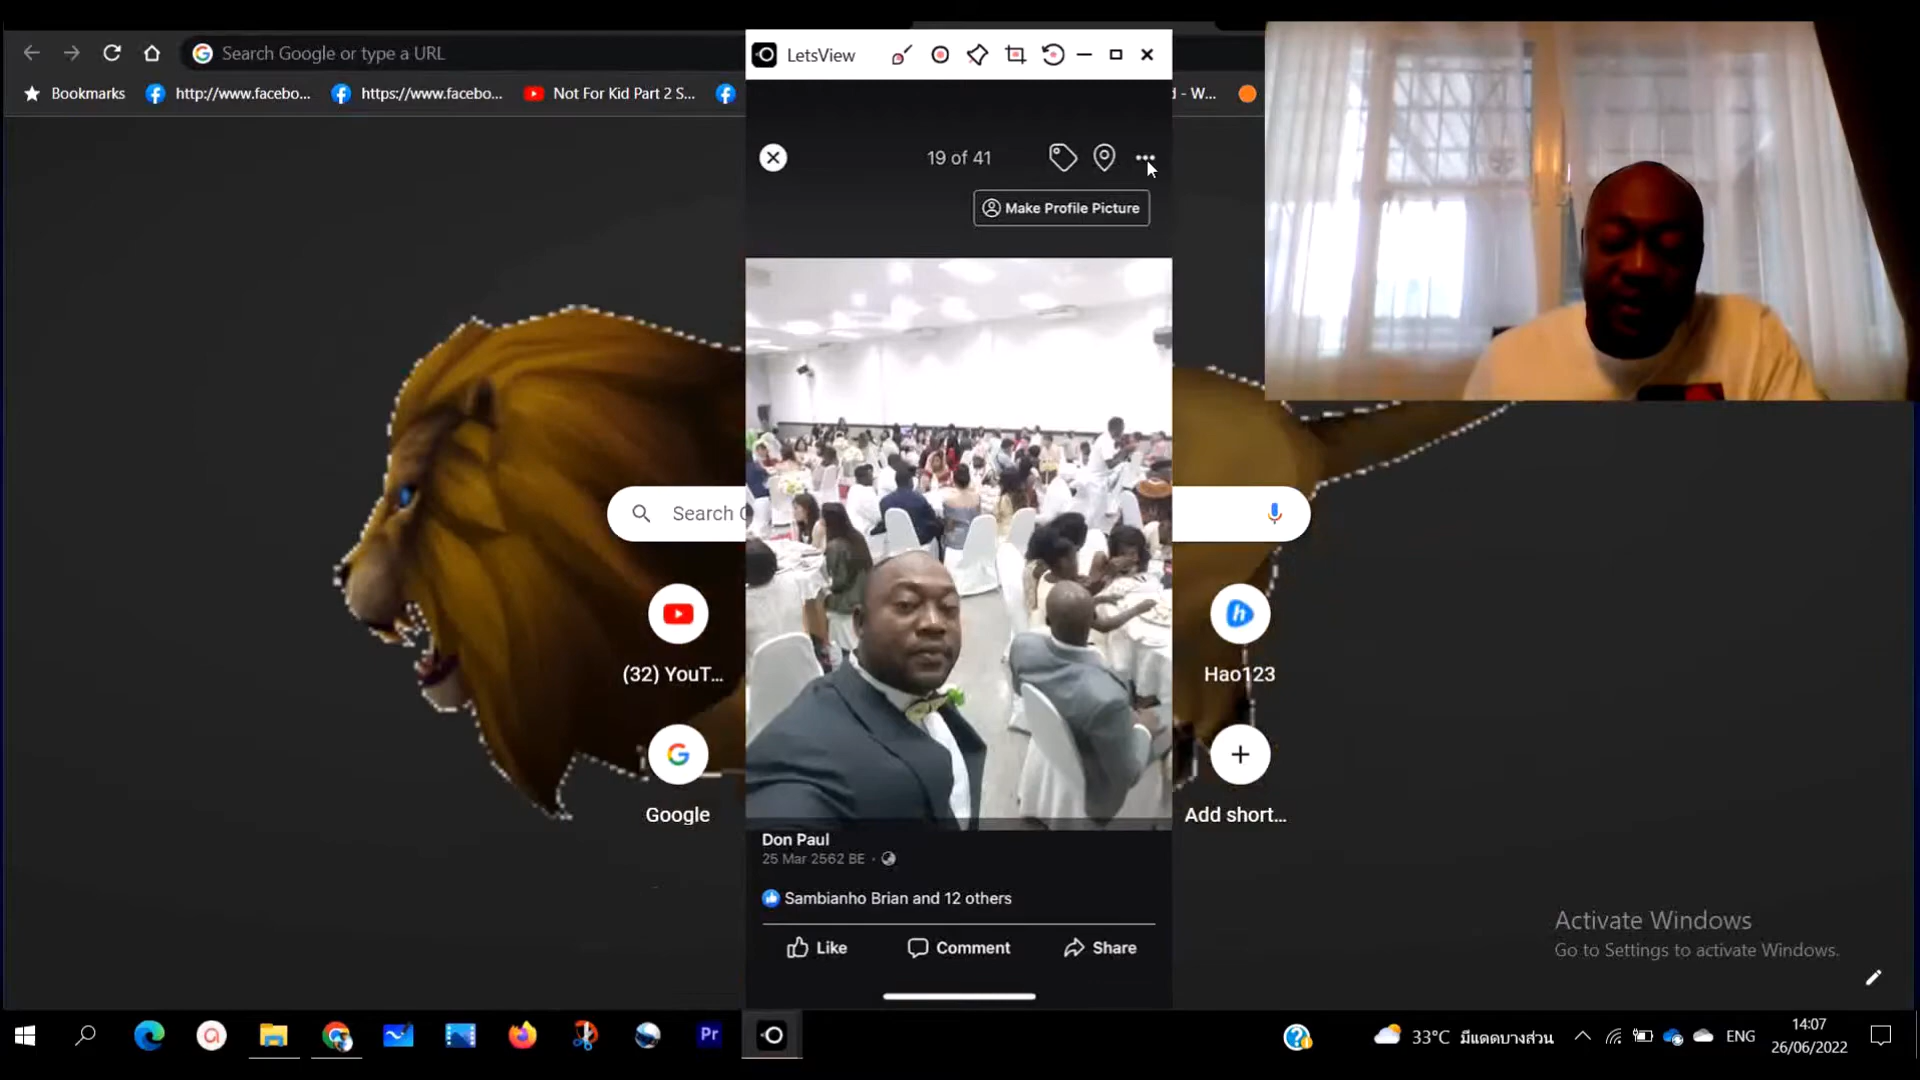 Search Google or type a URL
LetsView
Bookmarks
http://www.facebo...
https://www.facebo...
Not For Kid Part 2 S...
d - W...
19 of 41
Make Profile Picture
Search G
(32) YouT...
Hao123
Google
Add short...
Don Paul
25 Mar 2562 BE ·
Sambianho Brian and 12 others
Like
Comment
Share
Activate Windows
Go to Settings to activate Windows.
Pr
33°C มีแดดบางส่วน
ENG
14:07
26/06/2022